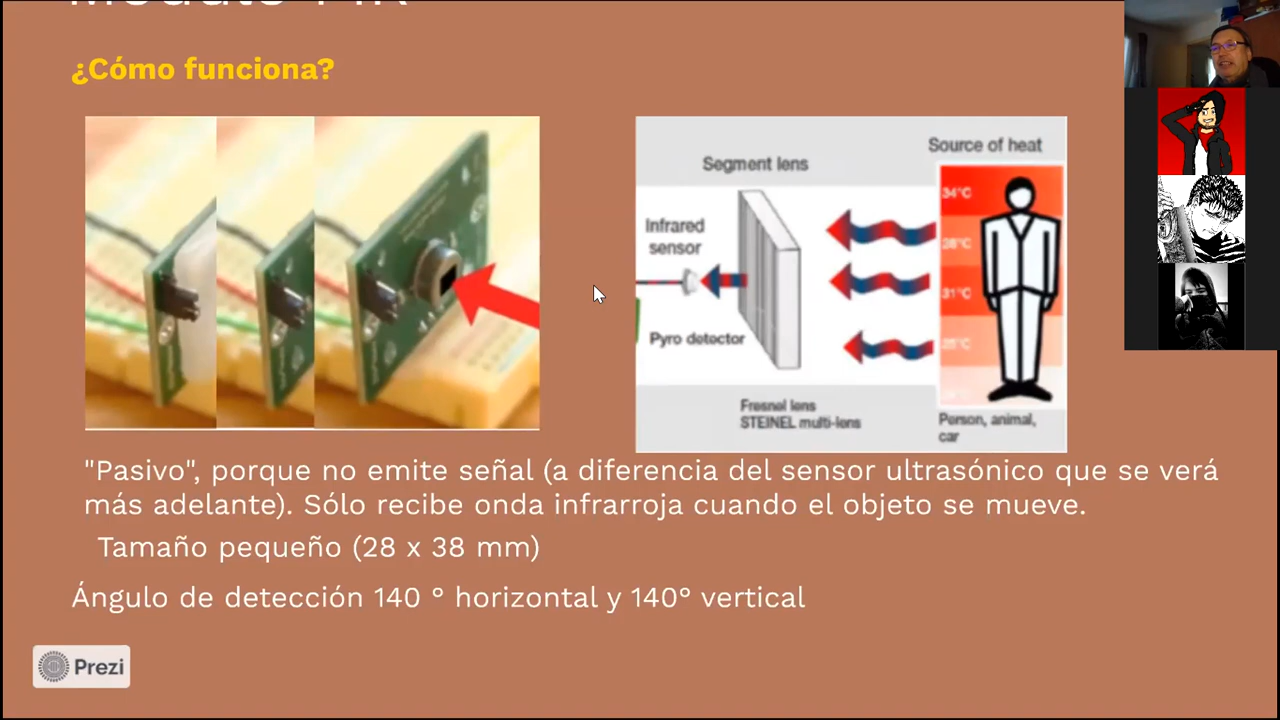 ¿Cómo funciona?
Segment lens
Source of heat
34°C
Infrared
sensor
28°C
31°C
Pyro detector
Fresnel lens
STEINEL multi-lens
Person, animal,
car
"Pasivo", porque no emite señal (a diferencia del sensor ultrasónico que se verá
más adelante). Sólo recibe onda infrarroja cuando el objeto se mueve.
Tamaño pequeño (28 x 38 mm)
Ángulo de detección 140 ° horizontal y 140° vertical
Prezi